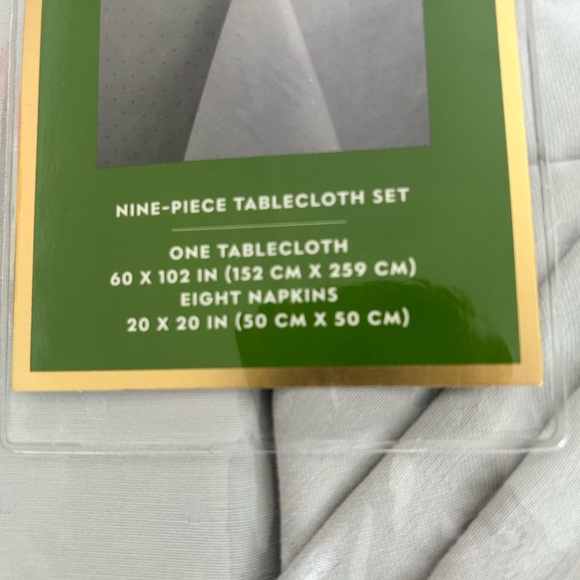 NINE-PIECE TABLECLOTH SET
ONE TABLECLOTH
60 X 102 IN (152 CM X 259 CM)
EIGHT NAPKINS
20 X 20 IN (50 CM X 50 CM)